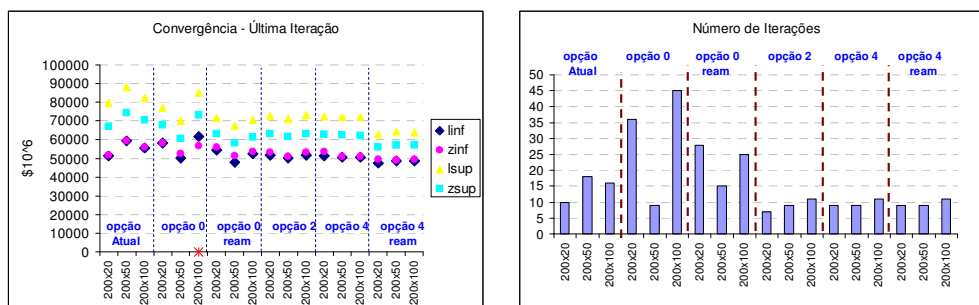 Convergência - Última Iteração
100000
90000
80000
70000
60000
50000
40000
30000
20000
10000
0
$10^6
opção Atual
opção 0
opção 0 ream
opção 2
opção 4
opção 4 ream
200x20
200x50
200x100
200x20
200x50
200x100
200x20
200x50
200x100
200x20
200x50
200x100
200x20
200x50
200x100
200x20
200x50
200x100
linf
zinf
lsup
zsup
Número de Iterações
opção Atual
opção 0
opção 0 ream
opção 2
opção 4
opção 4 ream
50
45
40
35
30
25
20
15
10
5
0
200x20
200x50
200x100
200x20
200x50
200x100
200x20
200x50
200x100
200x20
200x50
200x100
200x20
200x50
200x100
200x20
200x50
200x100